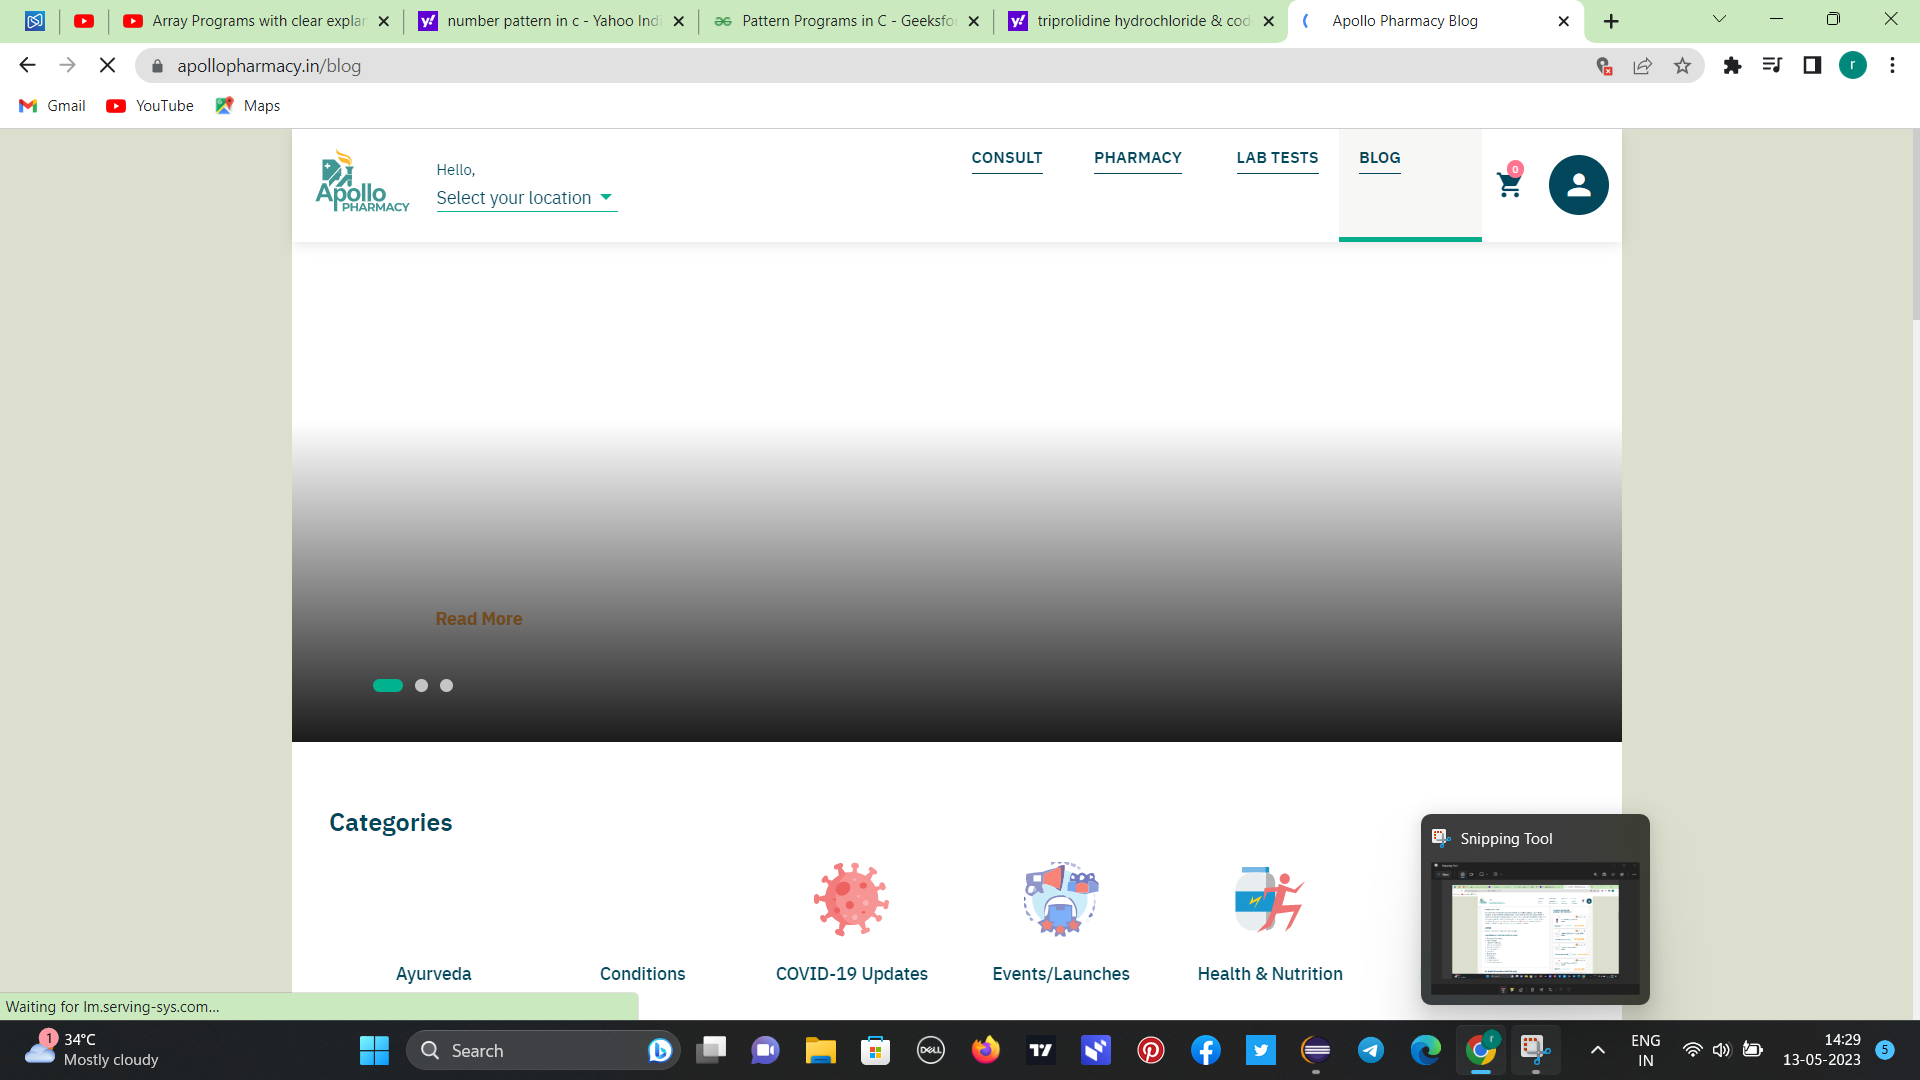 Array Programs with clear explan
number pattern in c - Yahoo Indi
Pattern Programs in C - Geeksfo
triprolidine hydrochloride & cod
Apollo Pharmacy Blog
apollopharmacy.in/blog
r
Gmail
YouTube
Maps
Apollo
PHARMACY
Hello,
Select your location
CONSULT
PHARMACY
LAB TESTS
BLOG
0
Read More
Categories
Snipping Tool
Ayurveda
Conditions
COVID-19 Updates
Events/Launches
Health & Nutrition
Waiting for lm.serving-sys.com...
1
34°C
Mostly cloudy
Search
DELL
r
ENG
IN
14:29
13-05-2023
5